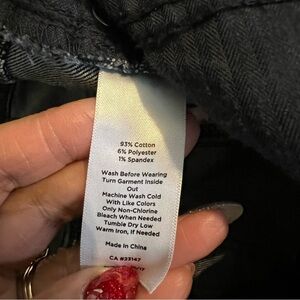 93% Cotton
6% Polyester
1% Spandex
Wash Before Wearing
Turn Garment Inside
Out
Machine Wash Cold
With Like Colors
Only Non-Chlorine
Bleach When Needed
Tumble Dry Low
Warm Iron, If Needed
Made In China
CA #23147